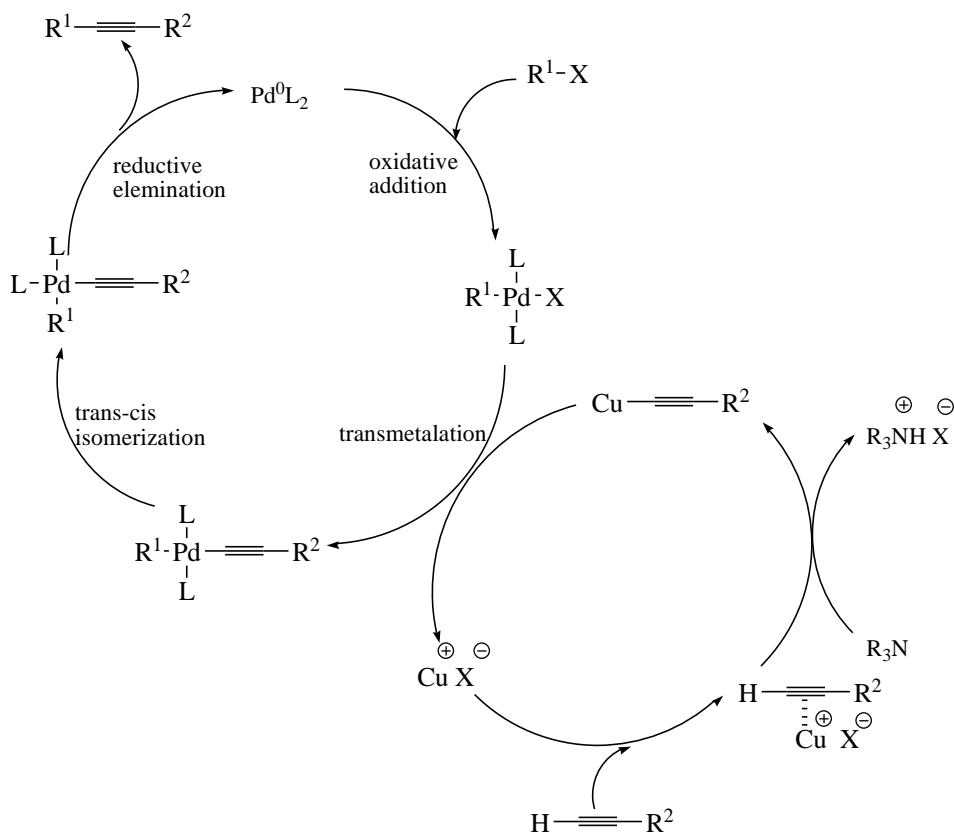 R¹ R²
Pd⁰L₂
R¹-X
reductive
elemination
oxidative
addition
L
L-Pd R²
R¹
L
R¹-Pd-X
L
trans-cis
isomerization
transmetalation
Cu R²
⊕ ⊖
R₃NH X
L
R¹-Pd R²
L
⊕ ⊖
Cu X
R₃N
H R²
⊕ ⊖
Cu X
H R²